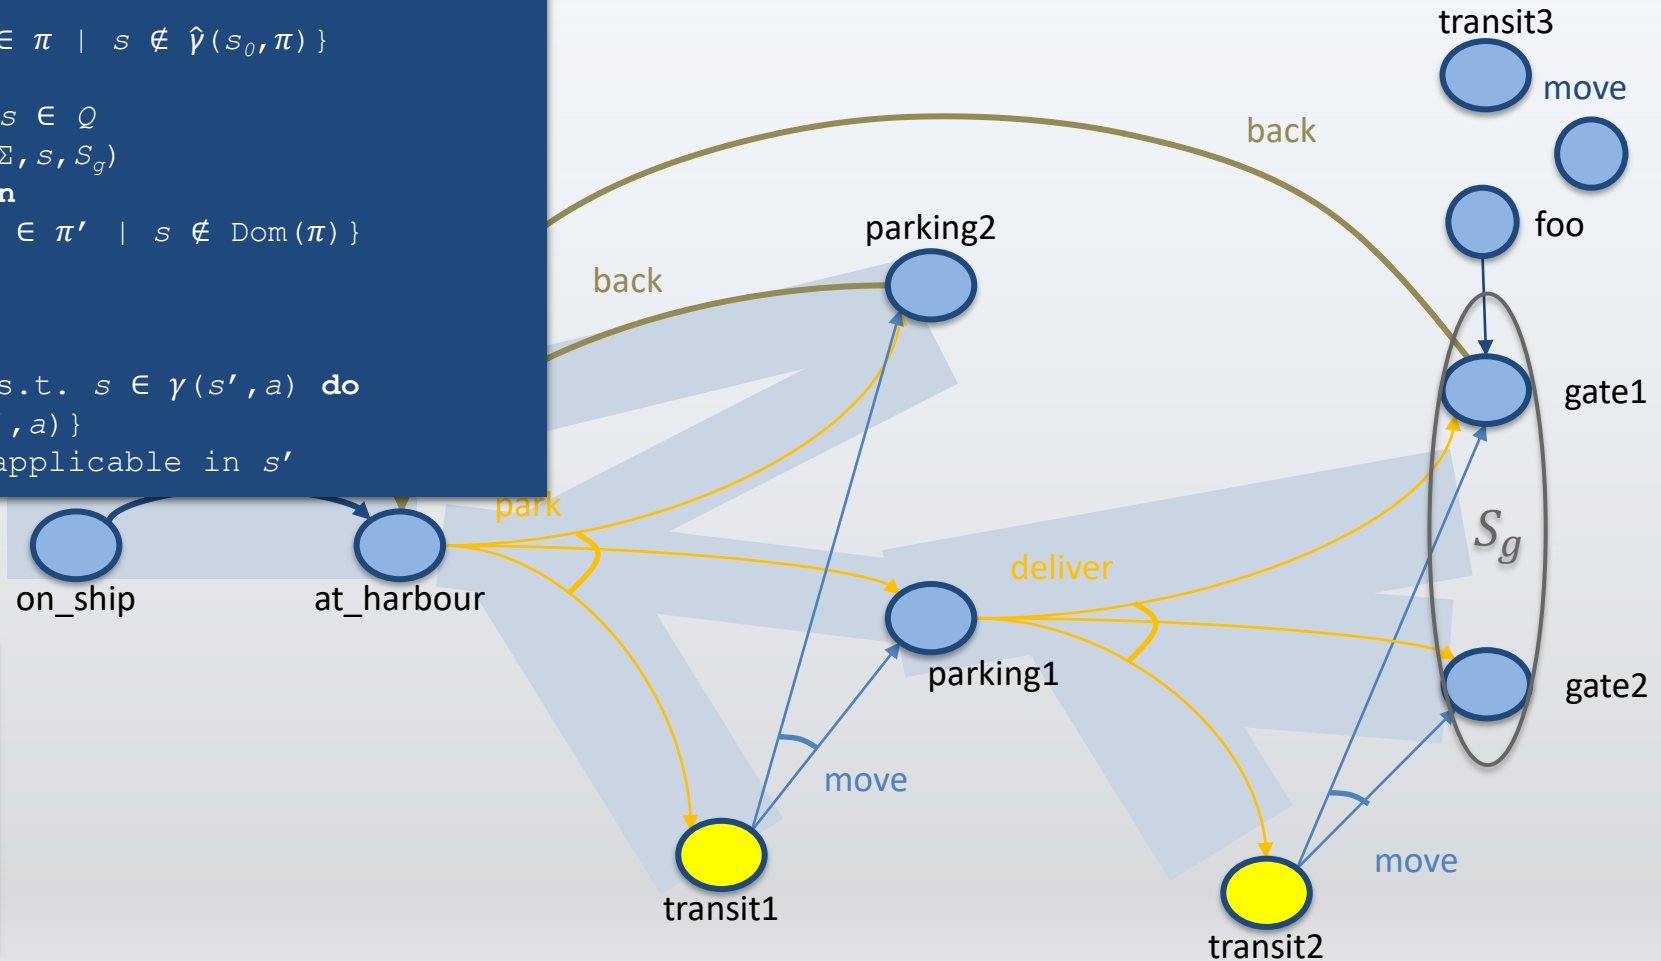 ∈ π | s ∉ γ̂(s₀,π)}
s ∈ Q
Σ,s,S_g)
n
∈ π′ | s ∉ Dom(π)}
s.t. s ∈ γ(s′,a) do
,a)}
applicable in s′
transit3
move
back
foo
parking2
back
gate1
park
S_g
deliver
on_ship
at_harbour
parking1
gate2
move
move
transit1
transit2